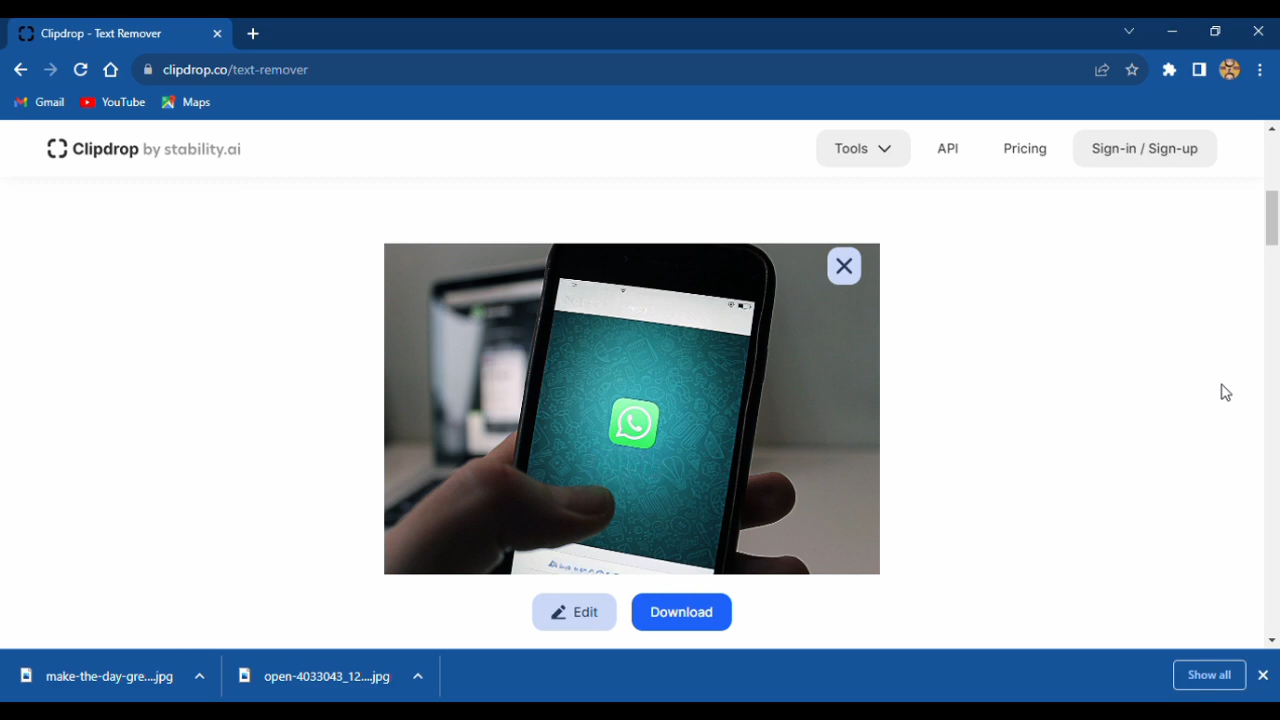 Clipdrop - Text Remover
clipdrop.co/text-remover
Gmail YouTube Maps
Clipdrop by stability.ai
Tools API Pricing Sign-in / Sign-up
Edit Download
make-the-day-gre....jpg open-4033043_12....jpg Show all